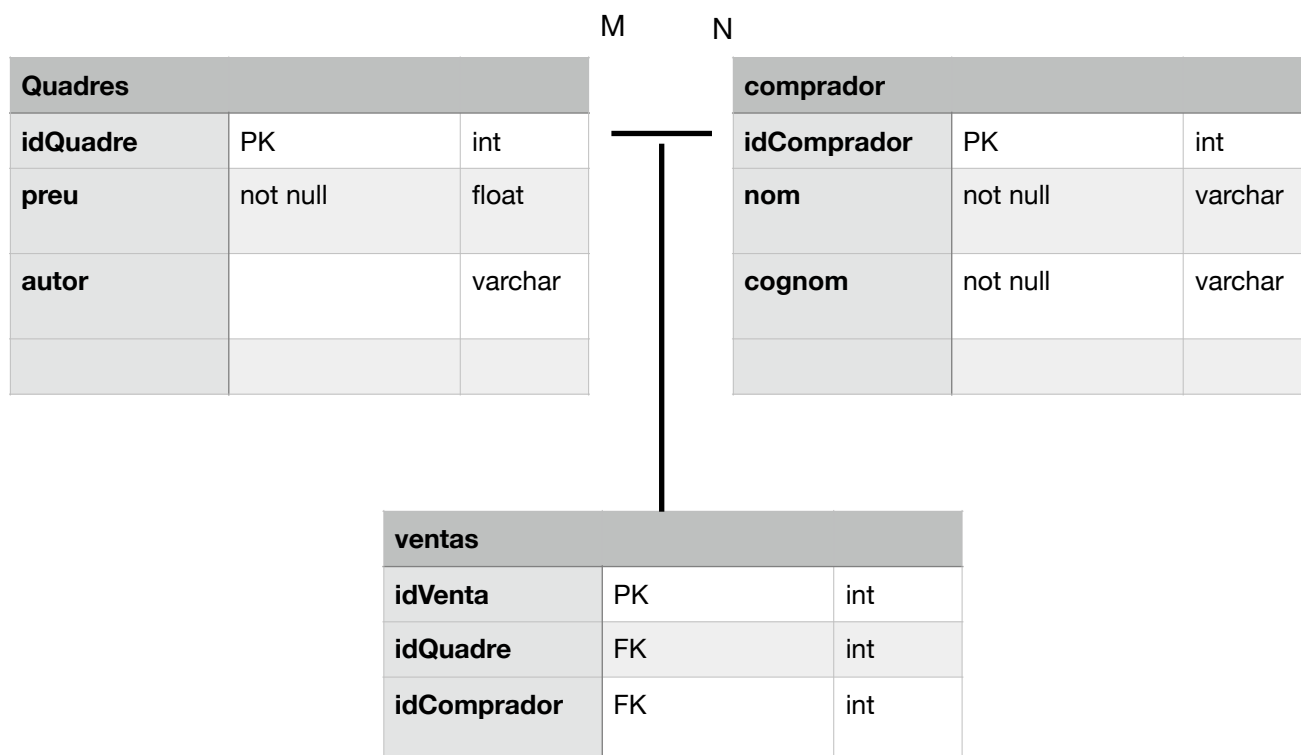 M N
Quadres
idQuadre PK int
preu not null float
autor varchar
comprador
idComprador PK int
nom not null varchar
cognom not null varchar
ventas
idVenta PK int
idQuadre FK int
idComprador FK int